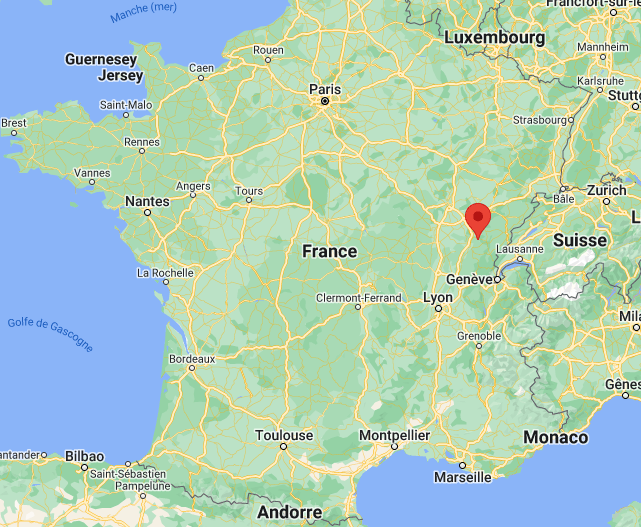 Manche (mer)
Francfort-sur-le
Luxembourg
Guernesey
Jersey
Rouen
Caen
Mannheim
Paris
Karlsruhe
Stuttg
Saint-Malo
Strasbourg
Brest
Rennes
Vannes
Angers
Tours
Nantes
Bâle
Zurich
France
Suisse
Lausanne
La Rochelle
Genève
Clermont-Ferrand
Lyon
Golfe de Gascogne
Mila
Grenoble
Bordeaux
Gênes
Toulouse
Montpellier
Monaco
antander
Bilbao
Saint-Sébastien
Marseille
Pampelune
Andorre